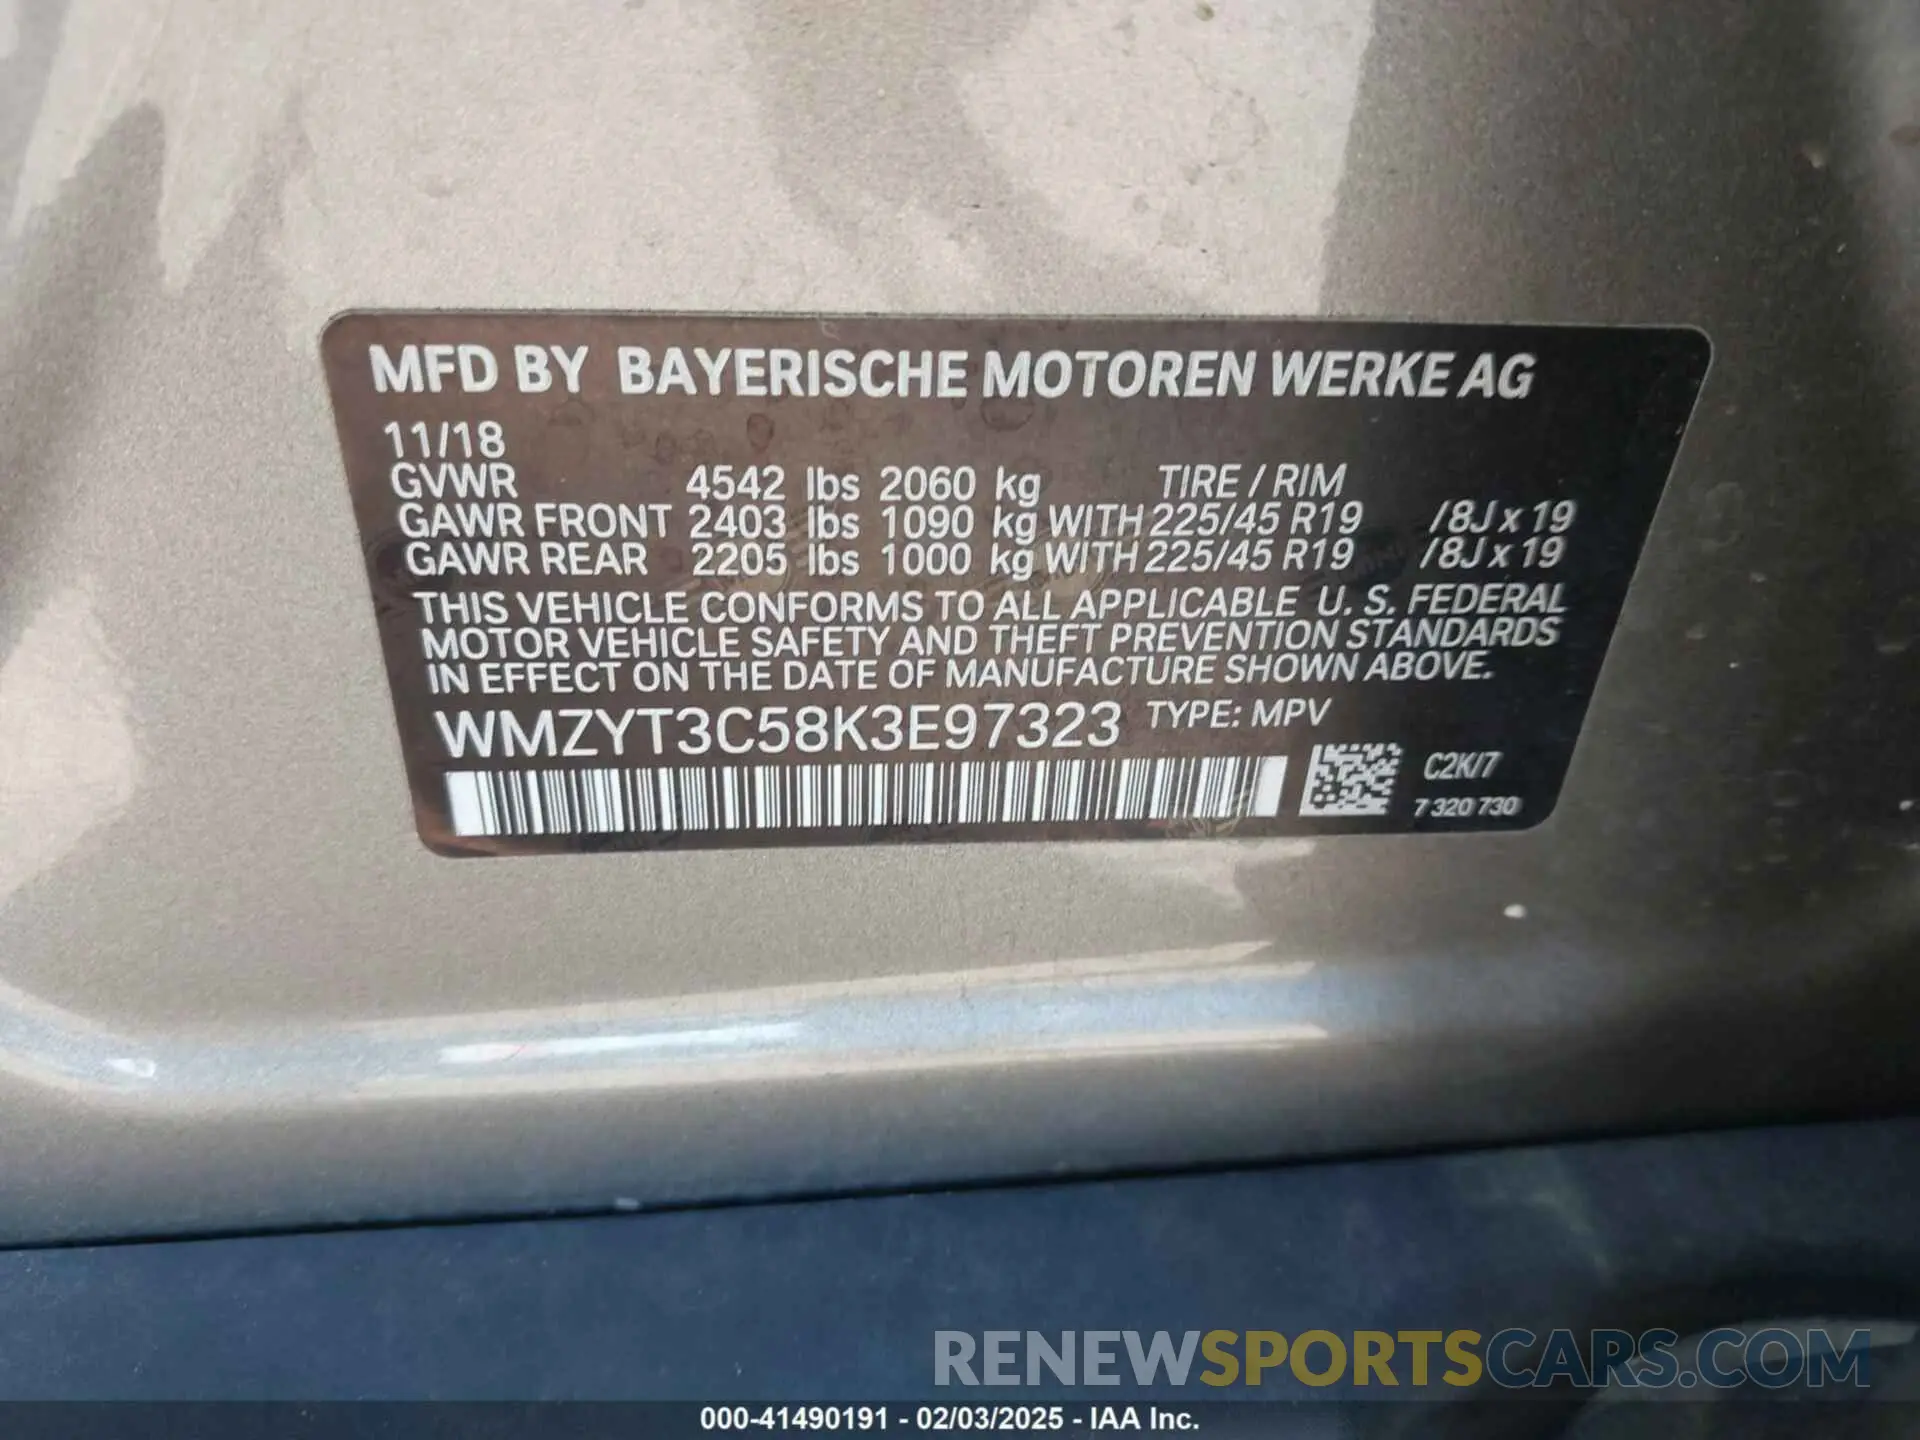 MFD BY BAYERISCHE MOTOREN WERKE AG
11/18
GVWR 4542 lbs 2060 kg TIRE / RIM
GAWR FRONT 2403 lbs 1090 kg WITH 225/45 R19 /8J x 19
GAWR REAR 2205 lbs 1000 kg WITH 225/45 R19 /8J x 19
THIS VEHICLE CONFORMS TO ALL APPLICABLE U. S. FEDERAL
MOTOR VEHICLE SAFETY AND THEFT PREVENTION STANDARDS
IN EFFECT ON THE DATE OF MANUFACTURE SHOWN ABOVE.
WMZYT3C58K3E97323 TYPE: MPV
C2K/7
7 320 730
RENEWSPORTSCARS.COM
000-41490191 - 02/03/2025 - IAA Inc.